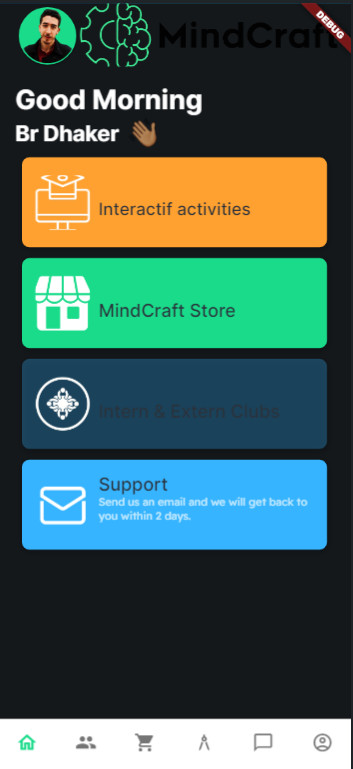 MindCraft
DEBUG
Good Morning
Br Dhaker 👋🏾
Interactif activities
MindCraft Store
Intern & Extern Clubs
Support
Send us an email and we will get back to
you within 2 days.